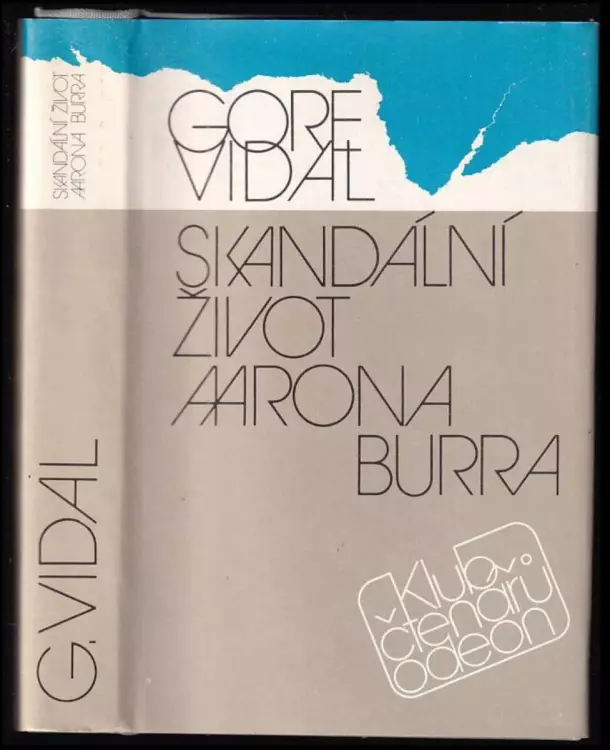 SKANDÁLNÍ ŽIVOT
AARONA BURRA
G. VIDAL
GORE
VIDAL
SKANDÁLNÍ
ŽIVOT
AARONA
BURRA
Klub
čtenářů
odeon